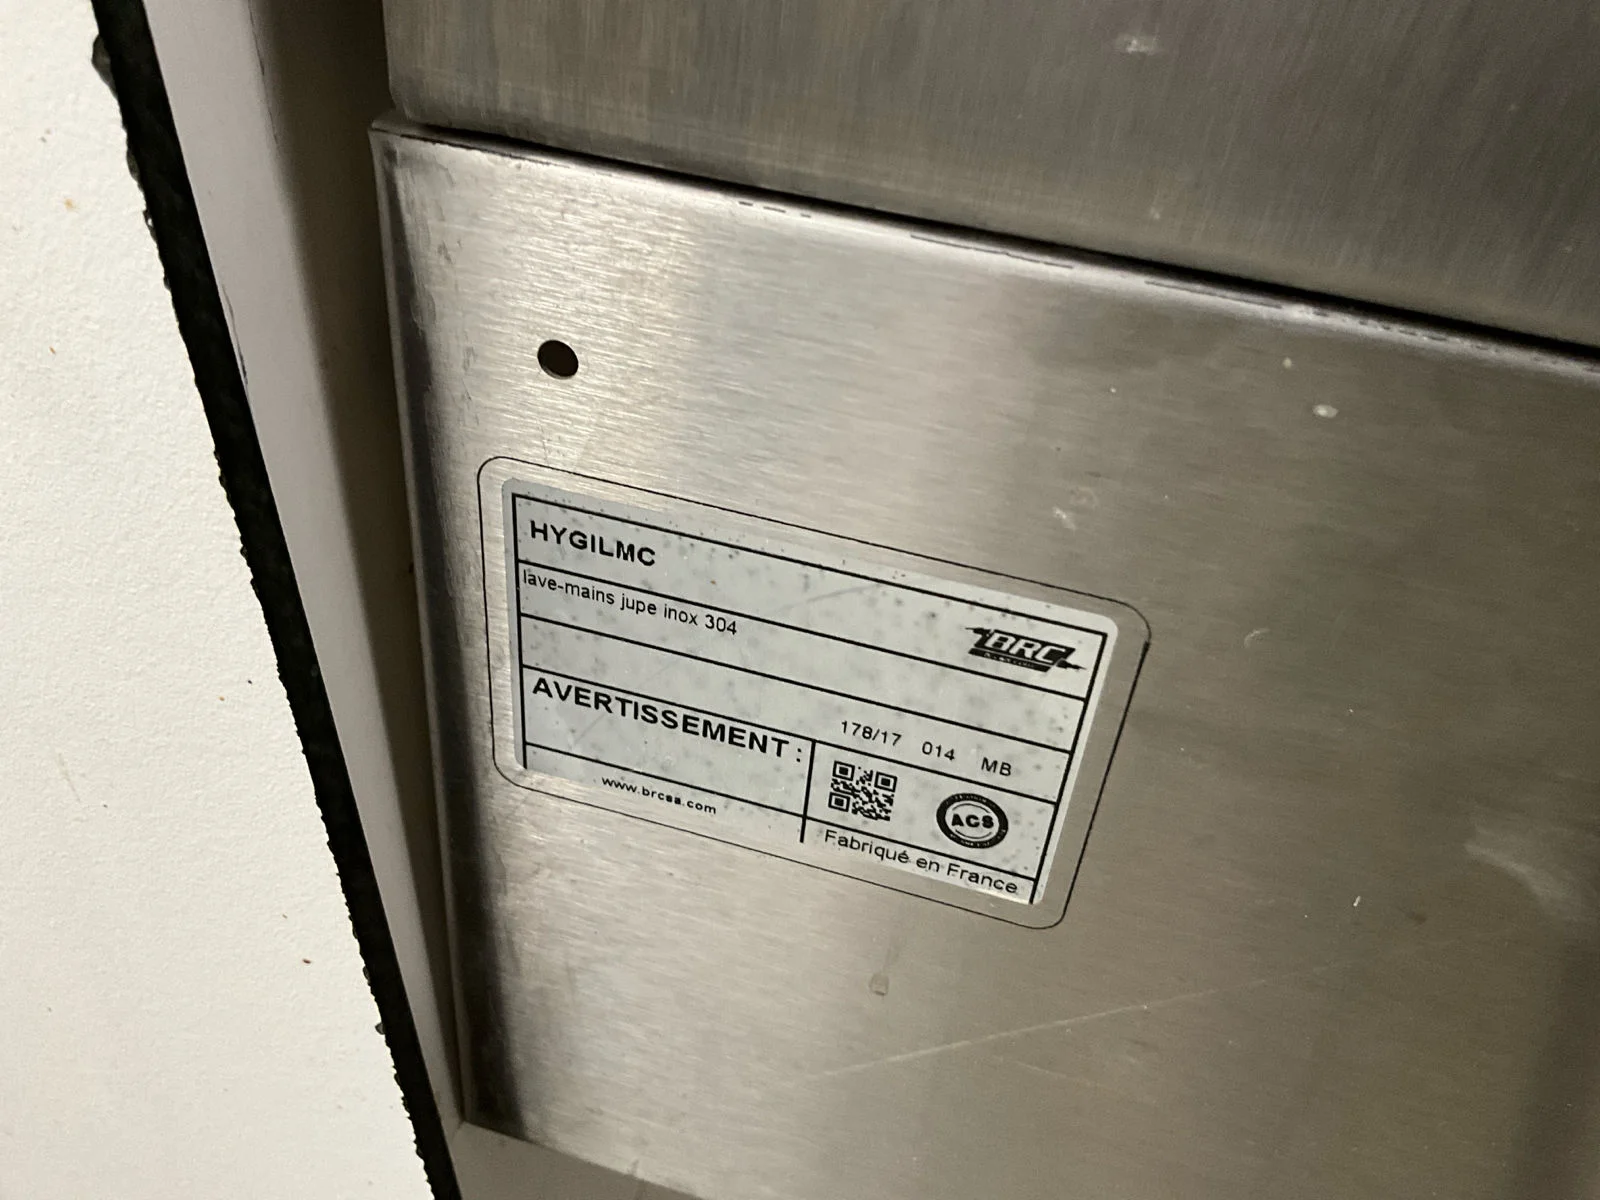 HYGILMC
lave-mains jupe inox 304
BRC
AVERTISSEMENT :
178/17 014 MB
ACS
www.brcsa.com
Fabriqué en France